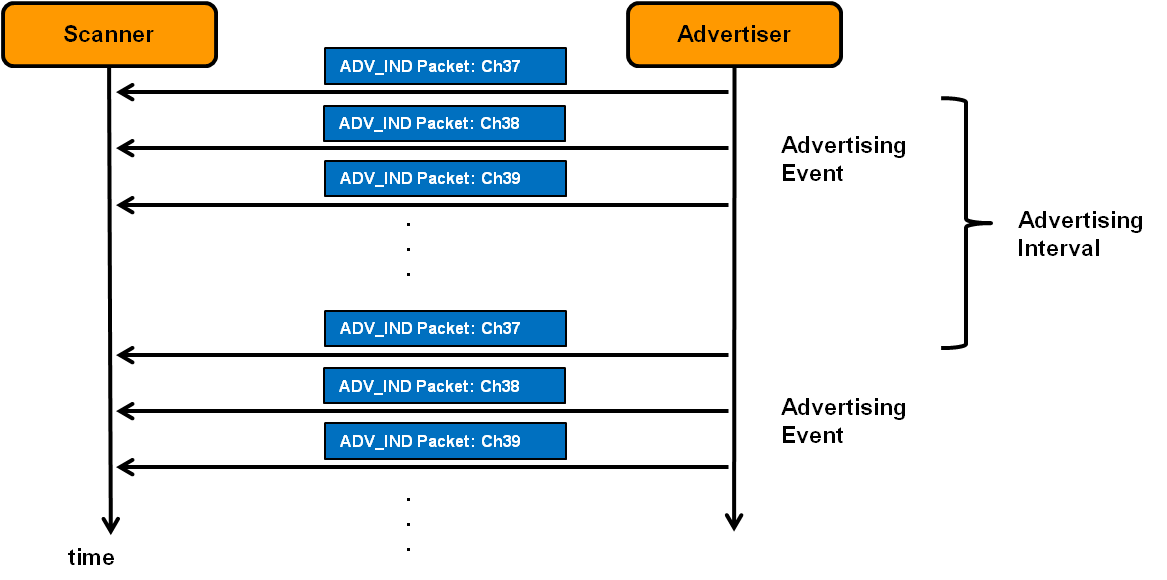 Scanner
Advertiser
ADV_IND Packet: Ch37
ADV_IND Packet: Ch38
Advertising
Event
ADV_IND Packet: Ch39
.
.
.
Advertising
Interval
ADV_IND Packet: Ch37
ADV_IND Packet: Ch38
Advertising
Event
ADV_IND Packet: Ch39
.
.
.
time